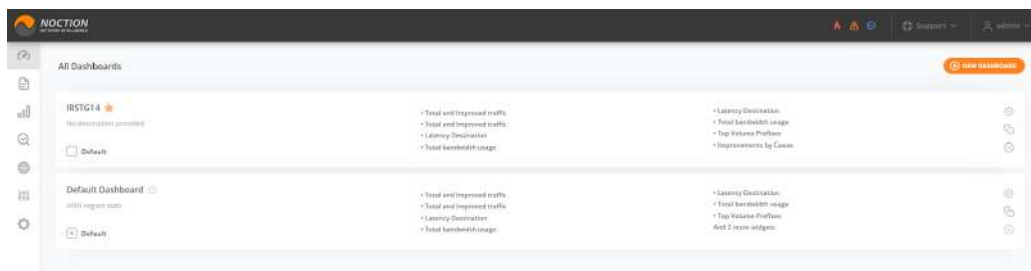 NOCTION
NETWORK INTELLIGENCE
Support
admin
All Dashboards
NEW DASHBOARD
IRSTG14
No description provided
Default
• Total and Improved traffic
• Total and Improved traffic
• Latency Destination
• Total bandwidth usage
• Latency Destination
• Total bandwidth usage
• Top Volume Prefixes
• Improvements by Cause
Default Dashboard
Default
• Total and Improved traffic
• Total and Improved traffic
• Latency Destination
• Total bandwidth usage
• Latency Destination
• Total bandwidth usage
• Top Volume Prefixes
And 2 more widgets